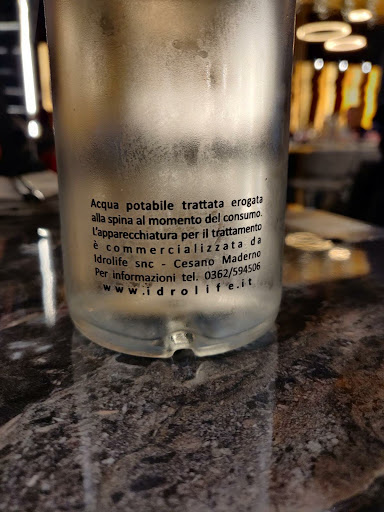 Acqua potabile trattata erogata
alla spina al momento del consumo.
L'apparecchiatura per il trattamento
è commercializzata da
Idrolife snc - Cesano Maderno
Per informazioni tel. 0362/594506
www.idrolife.it